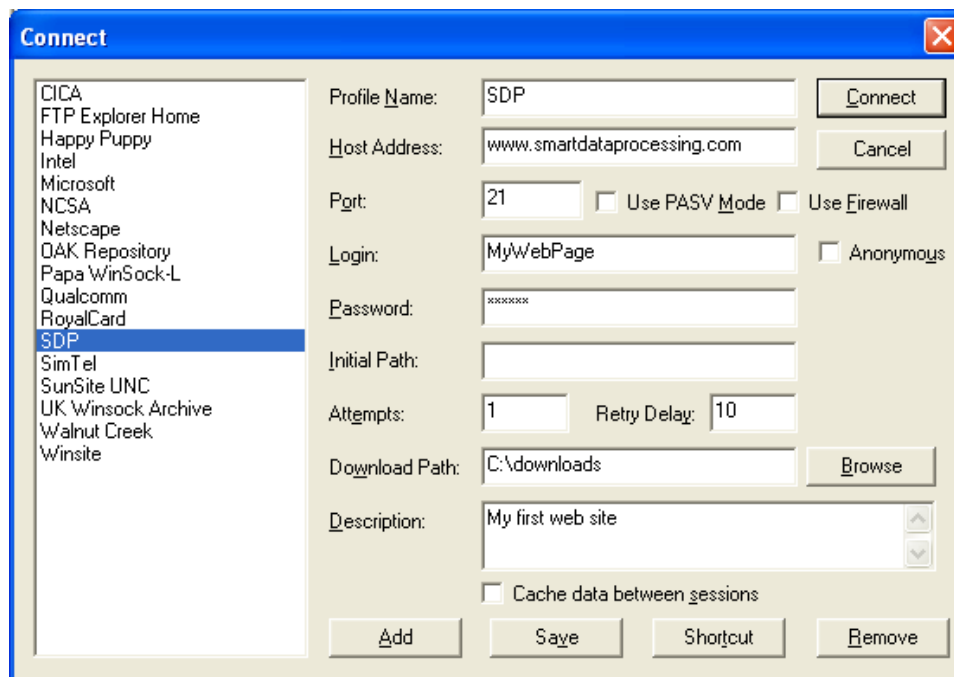 Connect
CICA
FTP Explorer Home
Happy Puppy
Intel
Microsoft
NCSA
Netscape
OAK Repository
Papa WinSock-L
Qualcomm
RoyalCard
SDP
SimTel
SunSite UNC
UK Winsock Archive
Walnut Creek
Winsite
Profile Name: SDP Connect
Host Address: www.smartdataprocessing.com Cancel
Port: 21 Use PASV Mode Use Firewall
Login: MyWebPage Anonymous
Password: xxxxxx
Initial Path:
Attempts: 1 Retry Delay: 10
Download Path: C:\downloads Browse
Description: My first web site
Cache data between sessions
Add Save Shortcut Remove